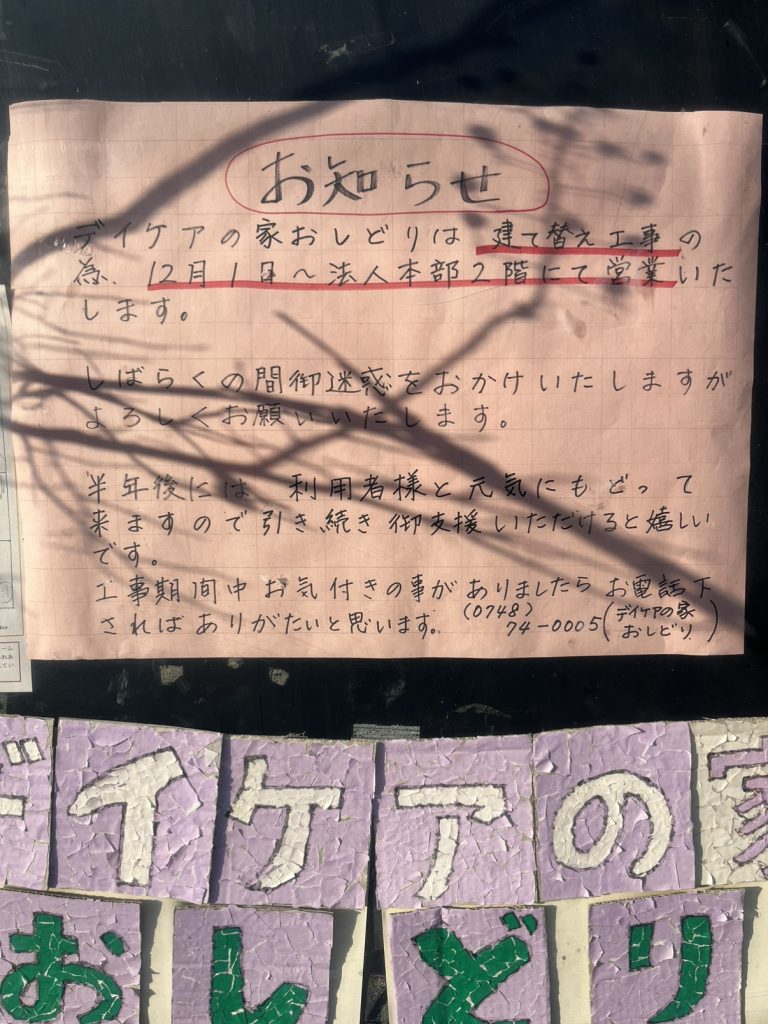 お知らせ
デイケアの家おしどりは 建て替え工事の
為、12月1日～法人本部2階にて営業いた
します。
しばらくの間御迷惑をおかけいたしますが
よろしくお願いいたします。
半年後には 利用者様と元気にもどって
来ますので引き続き御支援いただけると嬉しい
です。
工事期間中お気付きの事がありましたらお電話下
さればありがたいと思います。(0748)74-0005(デイケアの家おしどり)
デイケアの家
おしどり